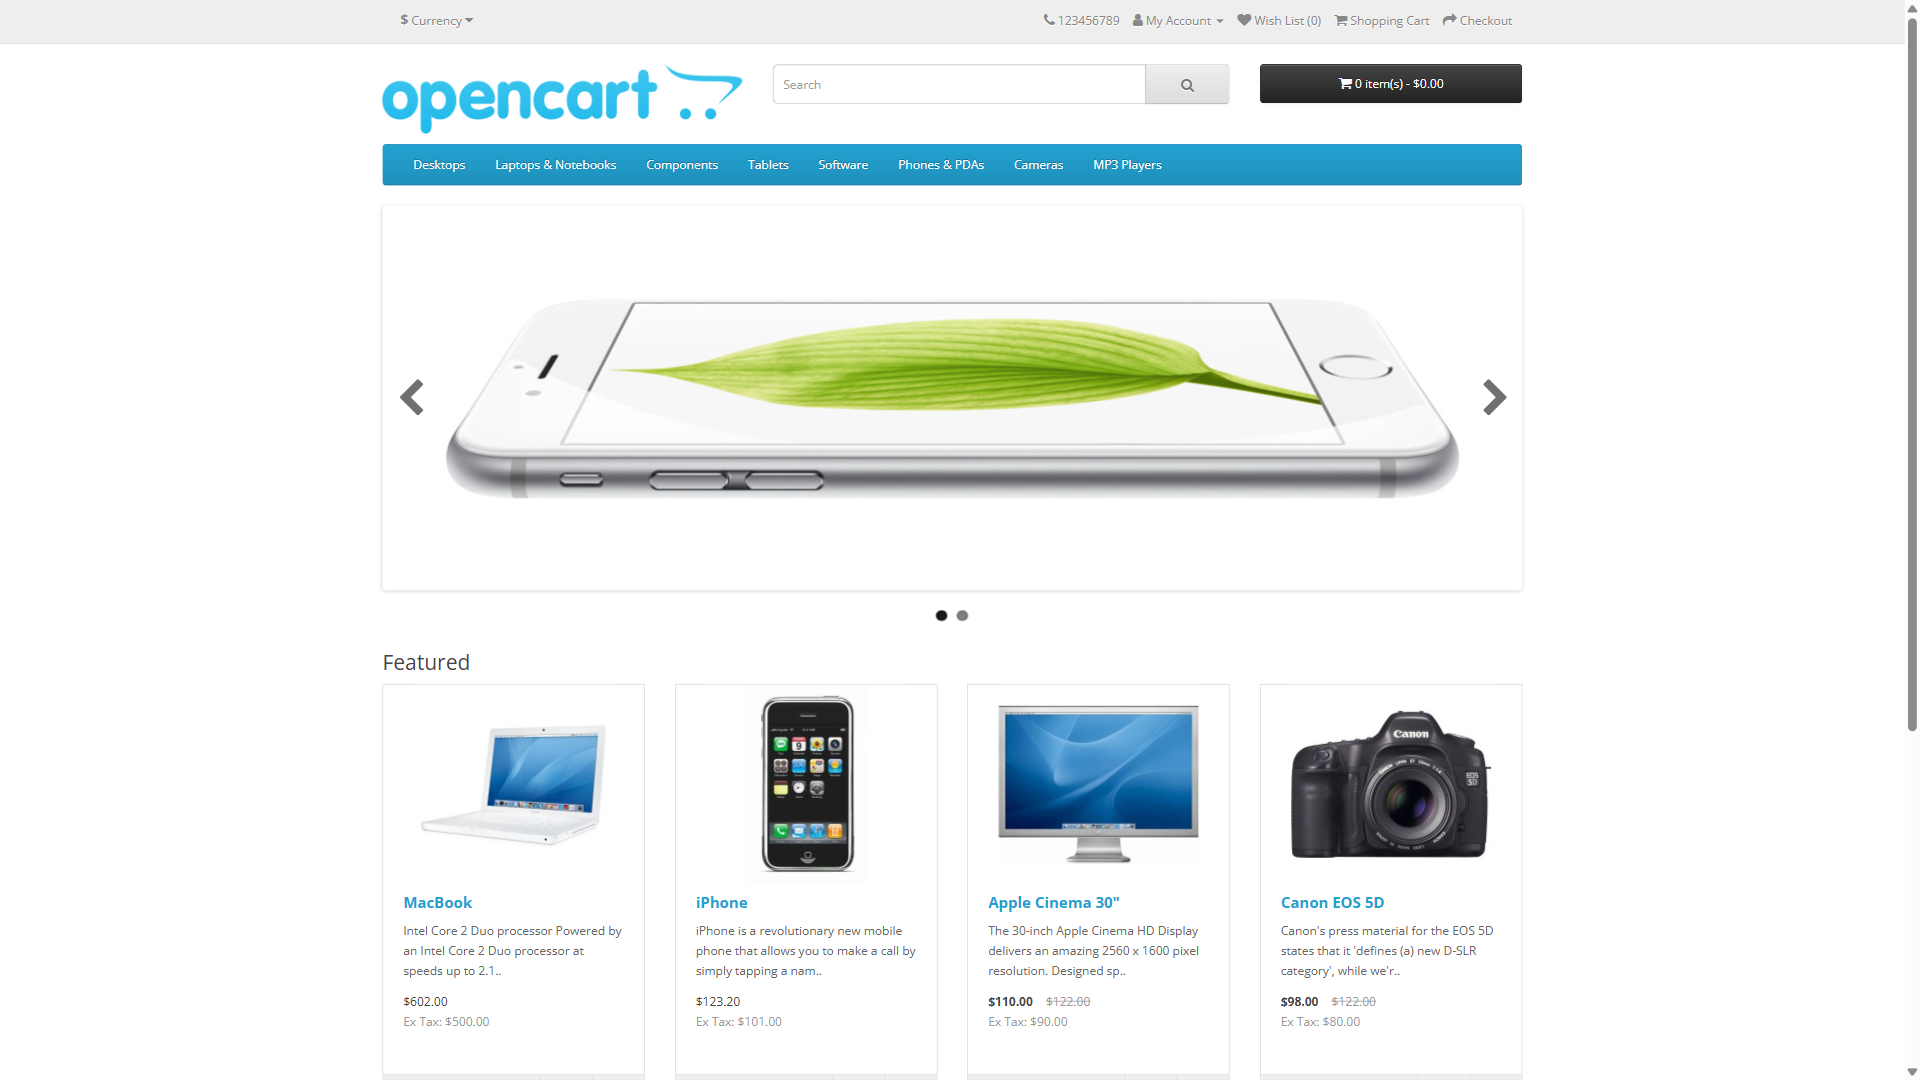 $ Currency
123456789 My Account Wish List (0) Shopping Cart Checkout
opencart
Search
0 item(s) - $0.00
Desktops Laptops & Notebooks Components Tablets Software Phones & PDAs Cameras MP3 Players
Featured
Canon
EOS
5D
MacBook
Intel Core 2 Duo processor Powered by
an Intel Core 2 Duo processor at
speeds up to 2.1..
$602.00
Ex Tax: $500.00
iPhone
iPhone is a revolutionary new mobile
phone that allows you to make a call by
simply tapping a nam..
$123.20
Ex Tax: $101.00
Apple Cinema 30"
The 30-inch Apple Cinema HD Display
delivers an amazing 2560 x 1600 pixel
resolution. Designed sp..
$110.00 $122.00
Ex Tax: $90.00
Canon EOS 5D
Canon's press material for the EOS 5D
states that it 'defines (a) new D-SLR
category', while we'r..
$98.00 $122.00
Ex Tax: $80.00